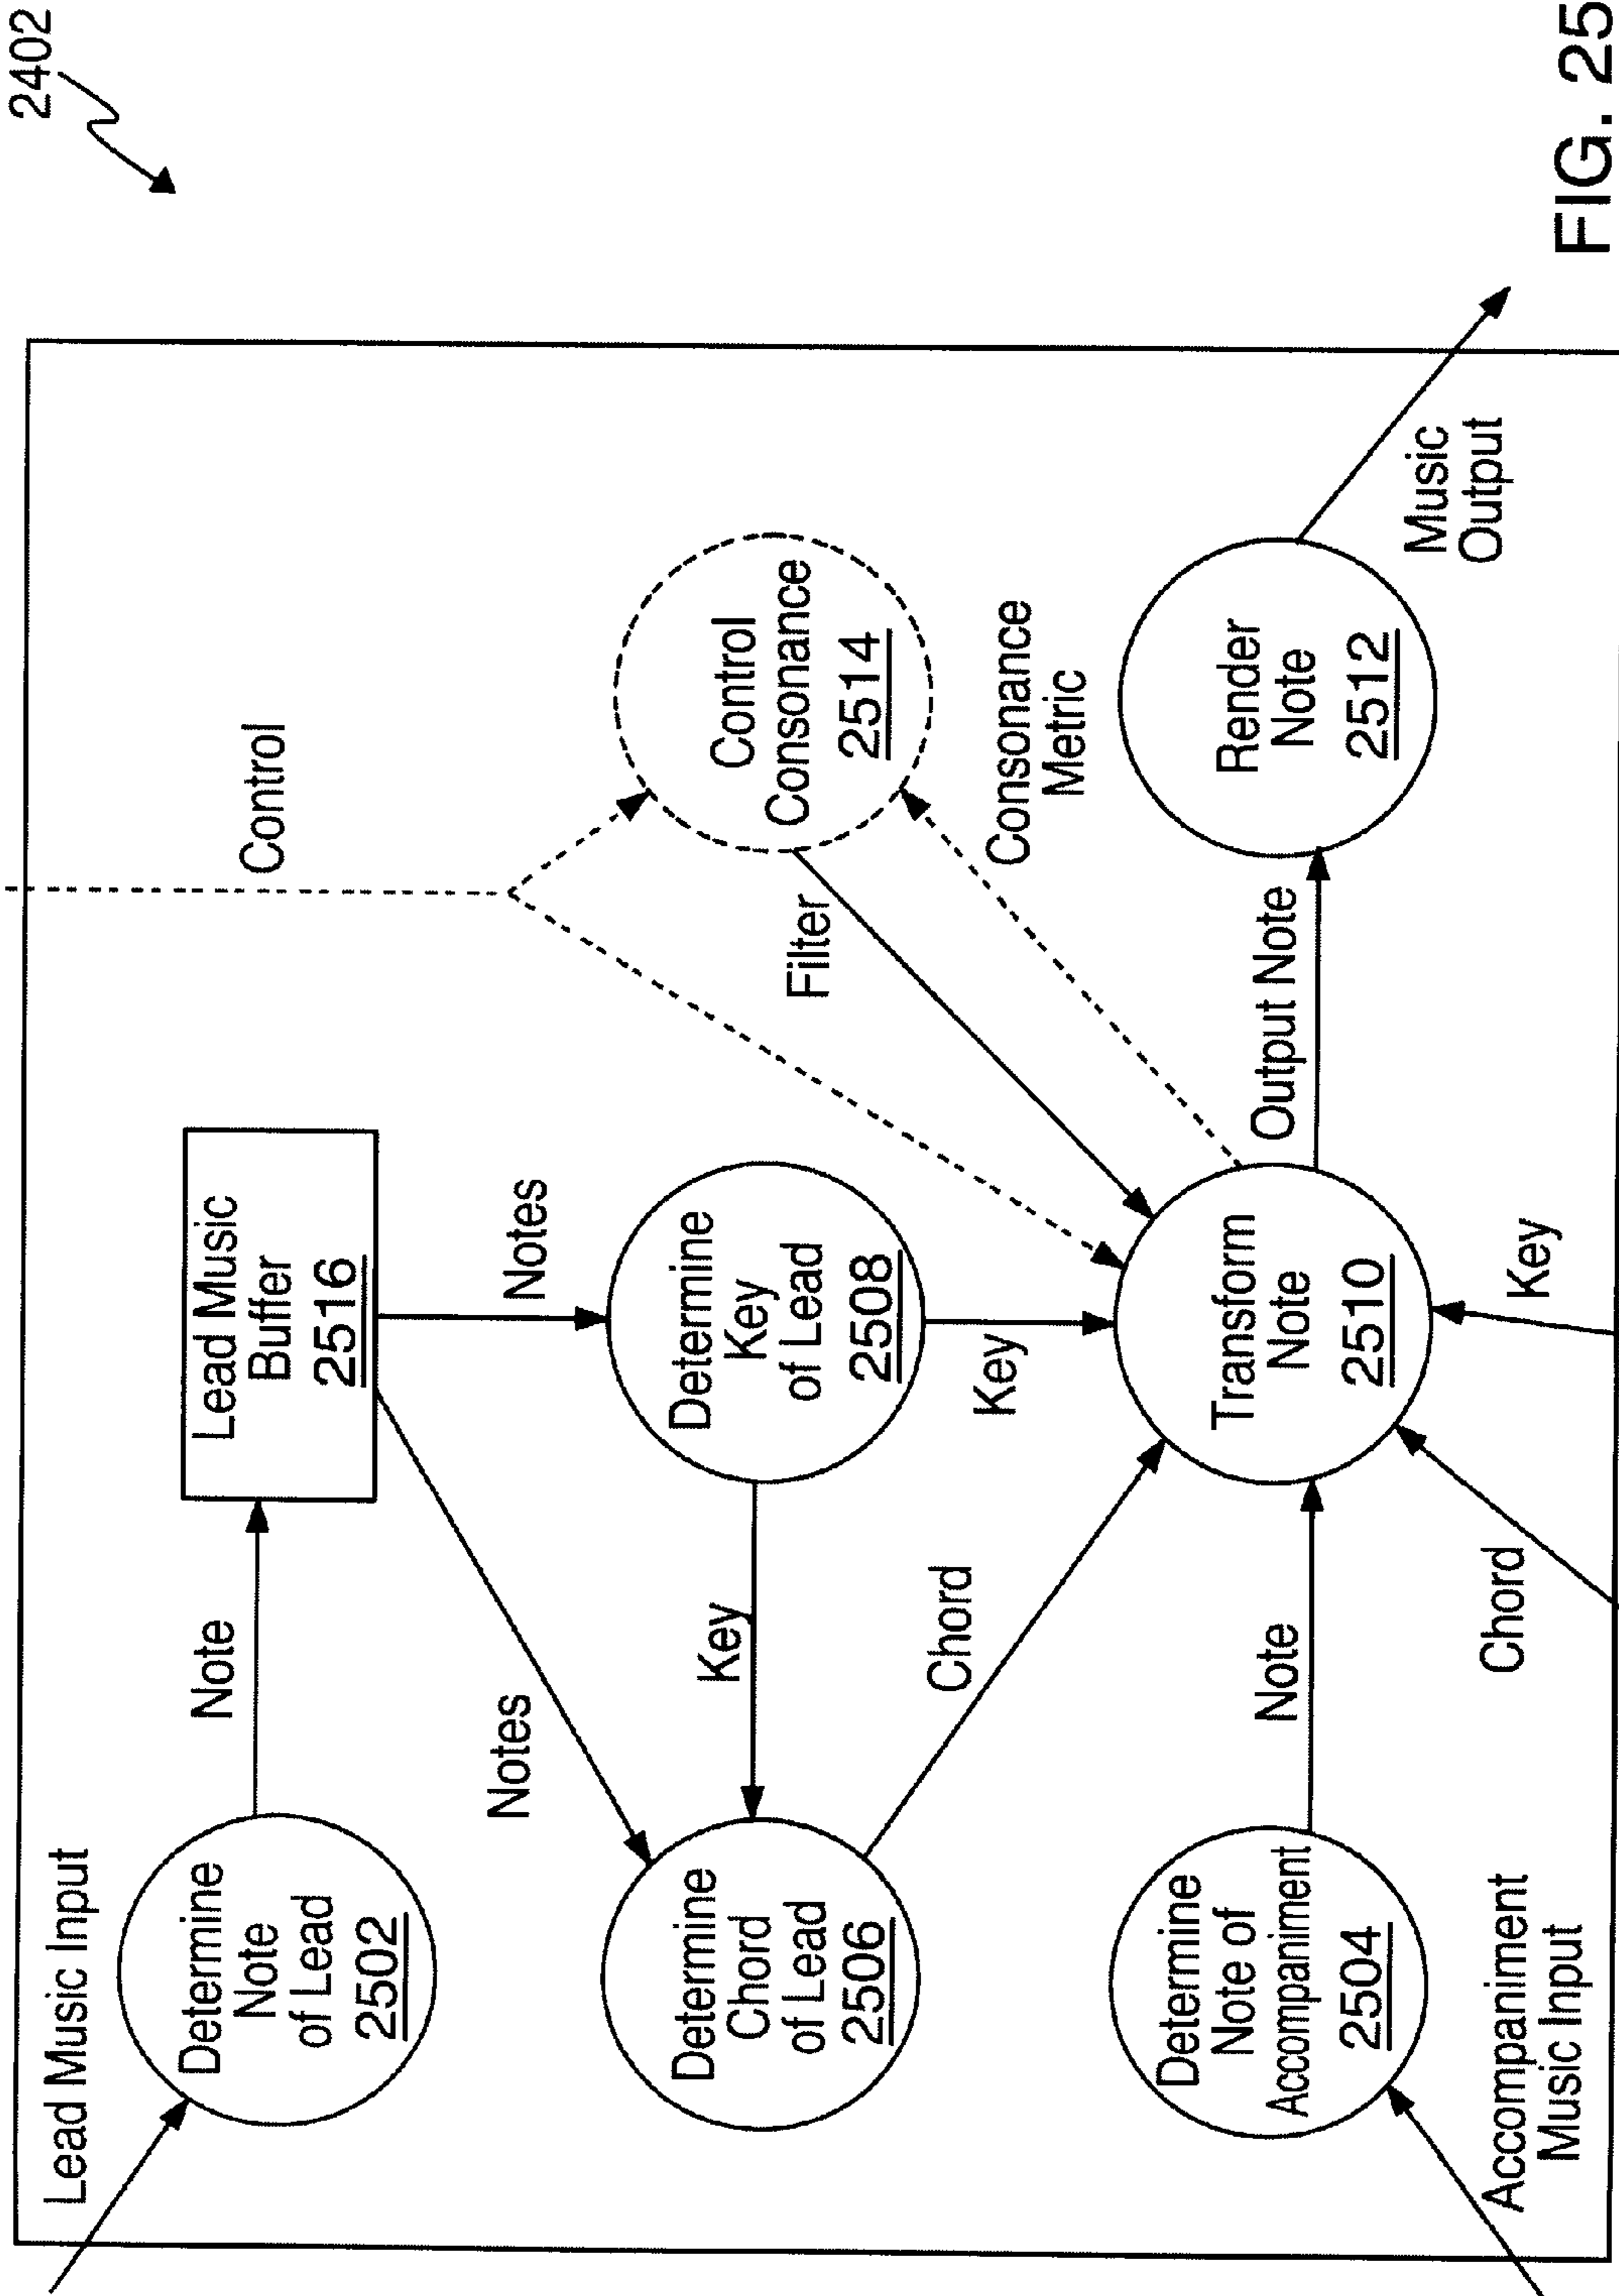 2402
Lead Music Input
Determine
Note
of Lead
2502
Note
Lead Music
Buffer
2516
Control
Notes
Notes
Determine
Chord
of Lead
2506
Key
Determine
Key
of Lead
2508
Control
Consonance
2514
Filter
Chord
Key
Consonance
Metric
Determine
Note of
Accompaniment
2504
Note
Transform
Note
2510
Output Note
Render
Note
2512
Music
Output
Accompaniment
Music Input
Chord
Key
FIG. 25